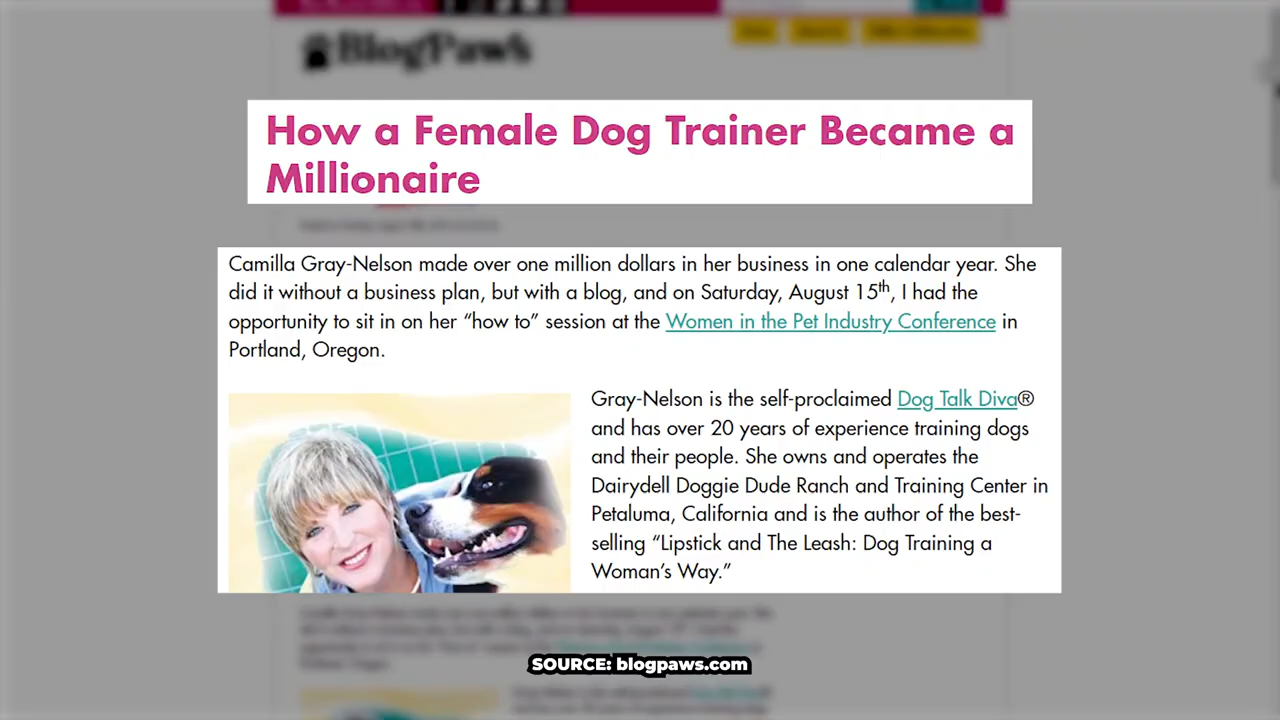 BlogPaws
How a Female Dog Trainer Became a
Millionaire
Camilla Gray-Nelson made over one million dollars in her business in one calendar year. She
did it without a business plan, but with a blog, and on Saturday, August 15th, I had the
opportunity to sit in on her “how to” session at the Women in the Pet Industry Conference in
Portland, Oregon.
Gray-Nelson is the self-proclaimed Dog Talk Diva®
and has over 20 years of experience training dogs
and their people. She owns and operates the
Dairydell Doggie Dude Ranch and Training Center in
Petaluma, California and is the author of the best-
selling “Lipstick and The Leash: Dog Training a
Woman’s Way.”
SOURCE: blogpaws.com